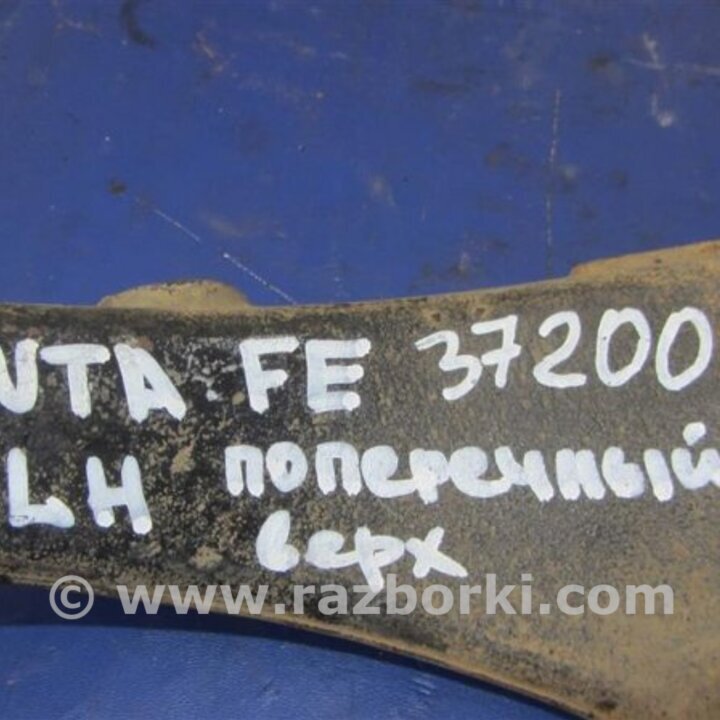 NTA FE 37200
LH поперечный
верх
© www.razborki.com